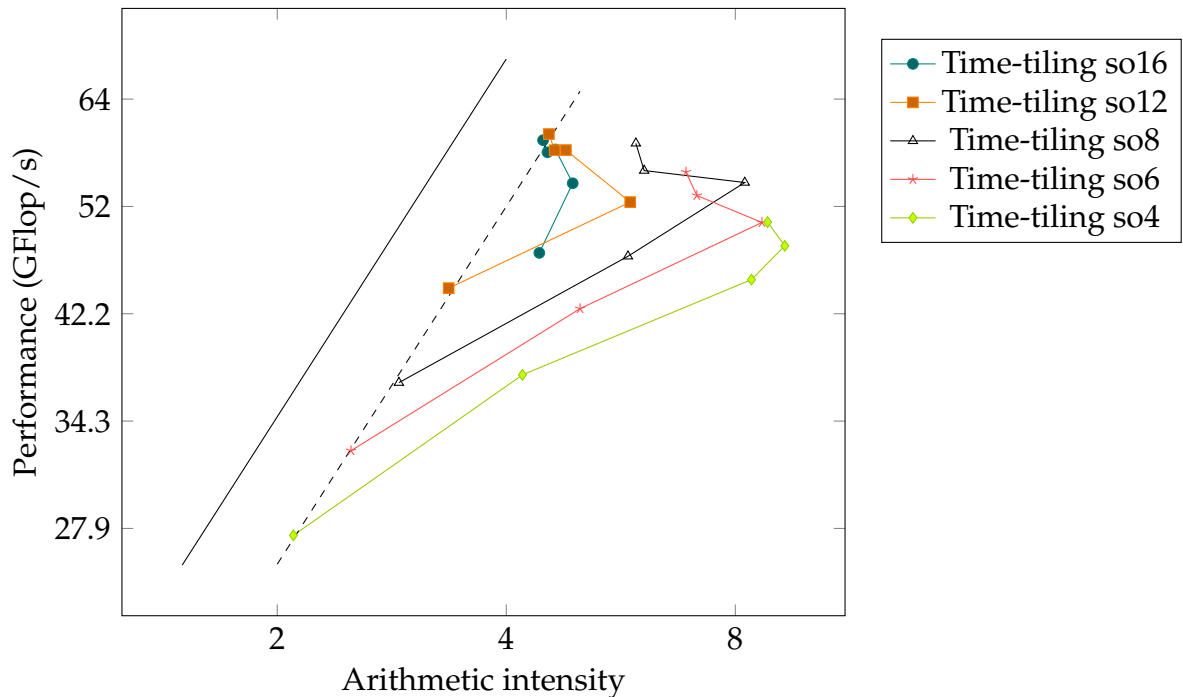 64
52
42.2
34.3
27.9
Performance (GFlop/s)
2 4 8
Arithmetic intensity
Time-tiling so16
Time-tiling so12
Time-tiling so8
Time-tiling so6
Time-tiling so4